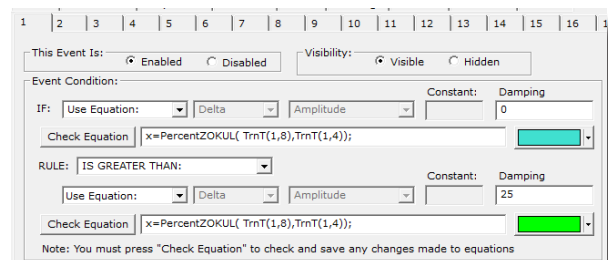 1 2 3 4 5 6 7 8 9 10 11 12 13 14 15 16 1
This Event Is: Enabled Disabled Visibility: Visible Hidden
Event Condition:
Constant: Damping
IF: Use Equation: Delta Amplitude 0
Check Equation x=PercentZOKUL( TrnT(1,8),TrnT(1,4));
RULE: IS GREATER THAN:
Constant: Damping
Use Equation: Delta Amplitude 25
Check Equation x=PercentZOKUL( TrnT(1,8),TrnT(1,4));
Note: You must press "Check Equation" to check and save any changes made to equations